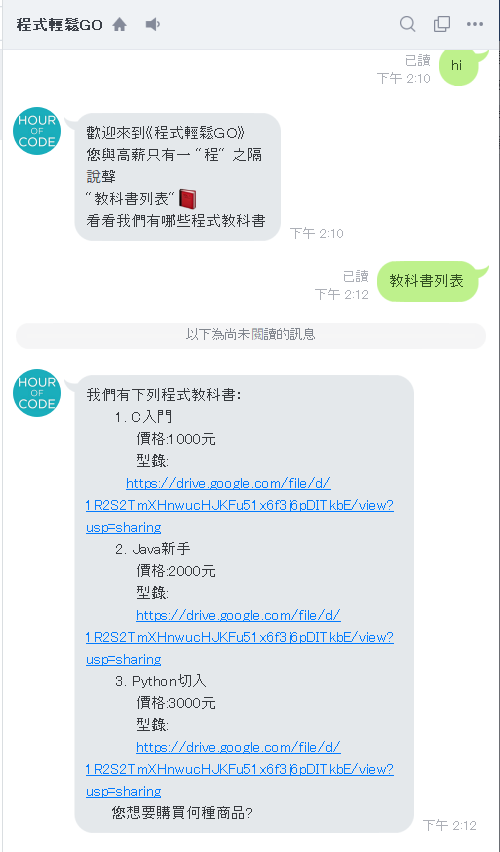 程式輕鬆GO
已讀
下午 2:10
hi
HOUR
OF
CODE
歡迎來到《程式輕鬆GO》
您與高薪只有一 “程“ 之隔
說聲
“教科書列表“
看看我們有哪些程式教科書
下午 2:10
已讀
下午 2:12
教科書列表
以下為尚未閱讀的訊息
HOUR
OF
CODE
我們有下列程式教科書:
1. C入門
價格:1000元
型錄:
https://drive.google.com/file/d/
1R2S2TmXHnwucHJKFu51x6f3j6pDITkbE/view?
usp=sharing
2. Java新手
價格:2000元
型錄:
https://drive.google.com/file/d/
1R2S2TmXHnwucHJKFu51x6f3j6pDITkbE/view?
usp=sharing
3. Python切入
價格:3000元
型錄:
https://drive.google.com/file/d/
1R2S2TmXHnwucHJKFu51x6f3j6pDITkbE/view?
usp=sharing
您想要購買何種商品?
下午 2:12